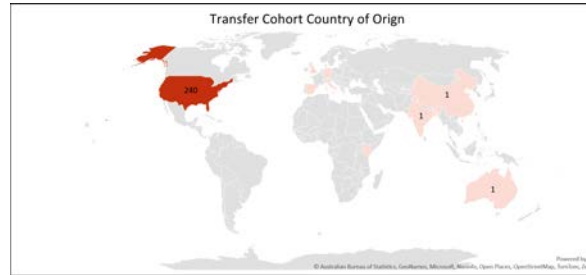 Transfer Cohort Country of Orign
240
1
1
1
Powered by
© Australian Bureau of Statistics, GeoNames, Microsoft, Navinfo, Open Places, OpenStreetMap, TomTom, Ze